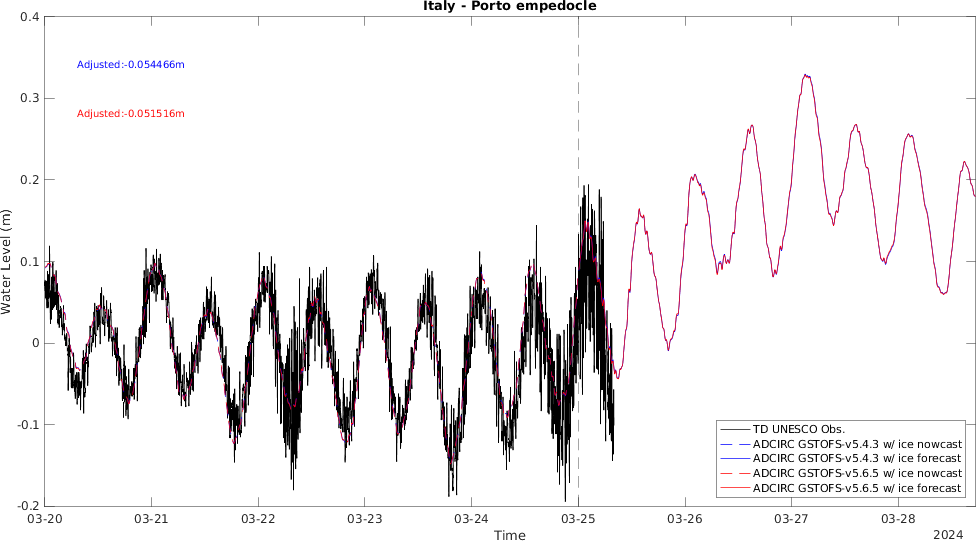 Italy - Porto empedocle
0.4
0.3
0.2
0.1
0
-0.1
-0.2
Water Level (m)
Adjusted:-0.054466m
Adjusted:-0.051516m
TD UNESCO Obs.
ADCIRC GSTOFS-v5.4.3 w/ ice nowcast
ADCIRC GSTOFS-v5.4.3 w/ ice forecast
ADCIRC GSTOFS-v5.6.5 w/ ice nowcast
ADCIRC GSTOFS-v5.6.5 w/ ice forecast
03-20 03-21 03-22 03-23 03-24 03-25 03-26 03-27 03-28
Time
2024